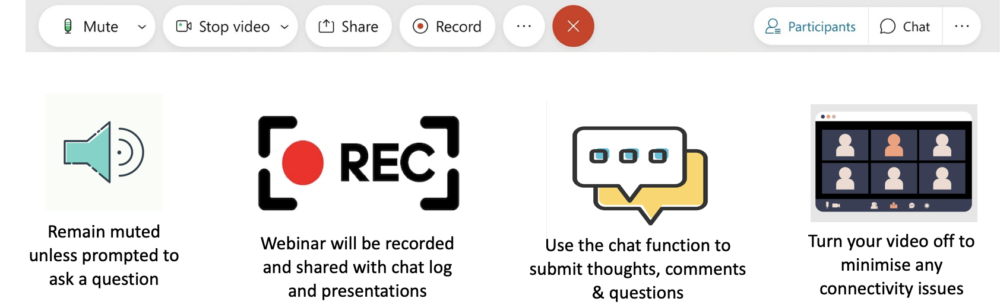 Mute
Stop video
Share
Record
Participants
Chat
REC
Remain muted
unless prompted to
ask a question
Webinar will be recorded
and shared with chat log
and presentations
Use the chat function to
submit thoughts, comments
& questions
Turn your video off to
minimise any
connectivity issues